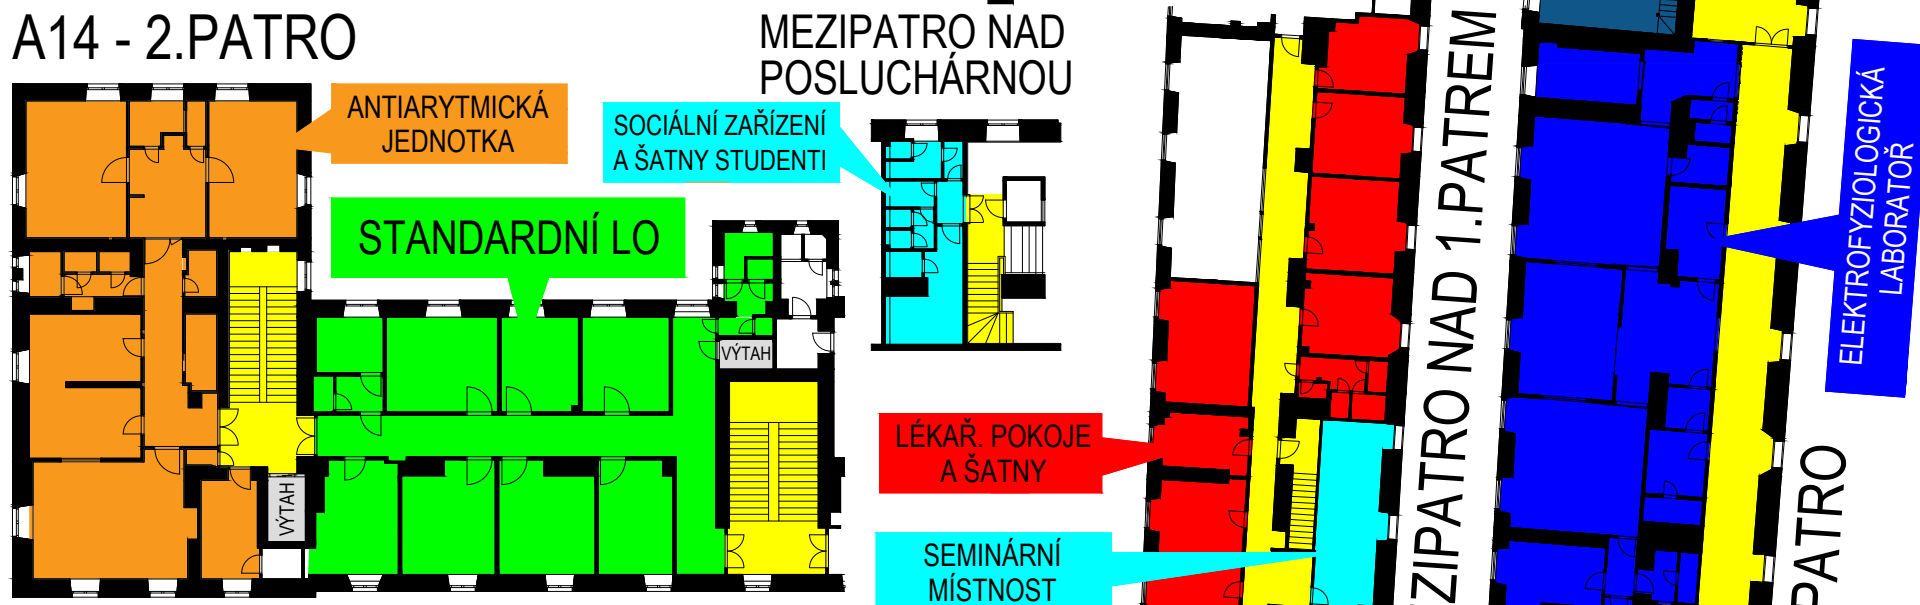 A14 - 2.PATRO
ANTIARYTMICKÁ
JEDNOTKA
STANDARDNÍ LO
VÝTAH
VÝTAH
MEZIPATRO NAD
POSLUCHÁRNOU
SOCIÁLNÍ ZAŘÍZENÍ
A ŠATNY STUDENTI
LÉKAŘ. POKOJE
A ŠATNY
SEMINÁRNÍ
MÍSTNOST
ZIPATRO NAD 1.PATREM
ELEKTROFYZIOLOGICKÁ
LABORATOŘ
PATRO